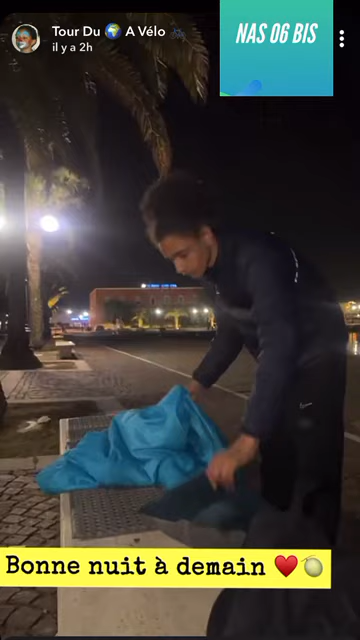 Tour Du 🌍 A Vélo 🚲
il y a 2h
NAS 06 BIS
Bonne nuit à demain ❤️🍈